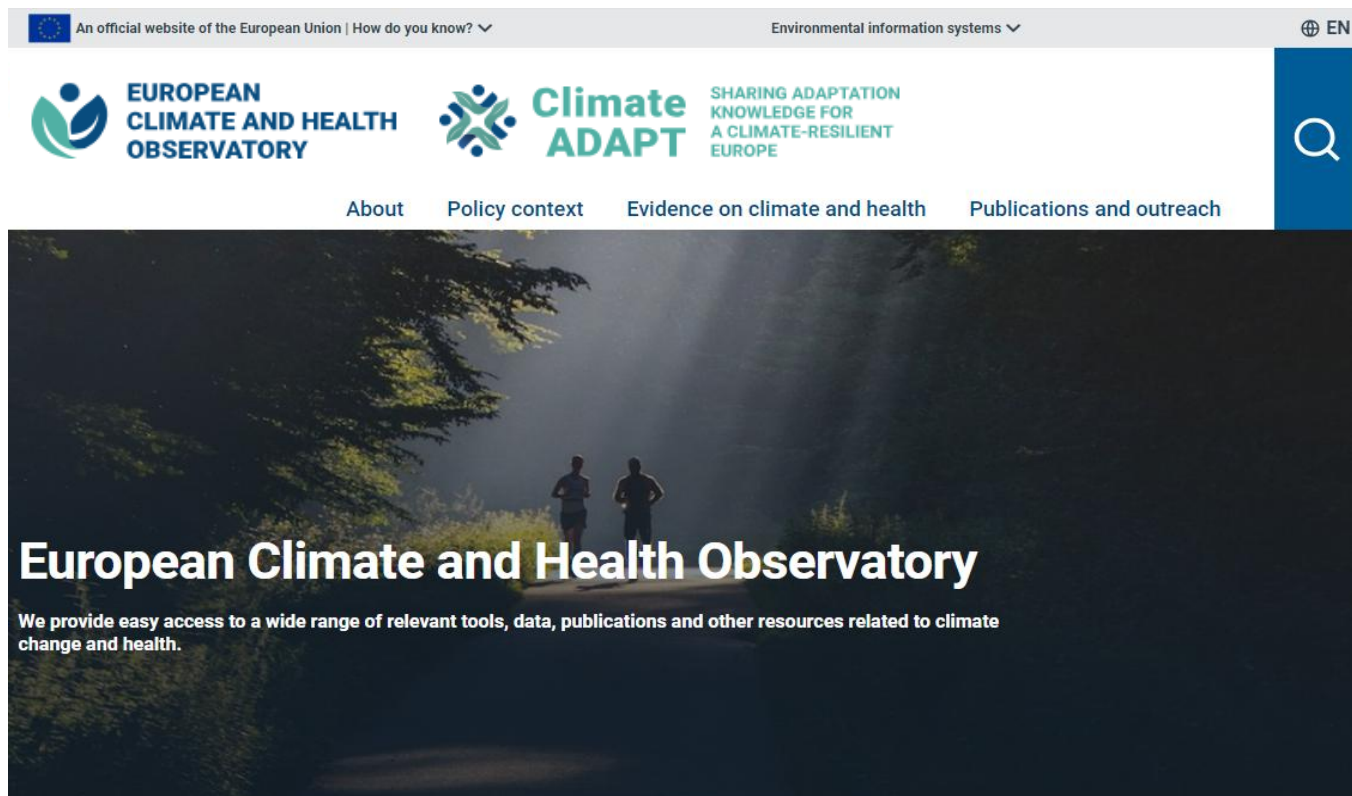 An official website of the European Union | How do you know?
Environmental information systems
EN
EUROPEAN
CLIMATE AND HEALTH
OBSERVATORY
Climate
ADAPT
SHARING ADAPTATION
KNOWLEDGE FOR
A CLIMATE-RESILIENT
EUROPE
About
Policy context
Evidence on climate and health
Publications and outreach
European Climate and Health Observatory
We provide easy access to a wide range of relevant tools, data, publications and other resources related to climate
change and health.